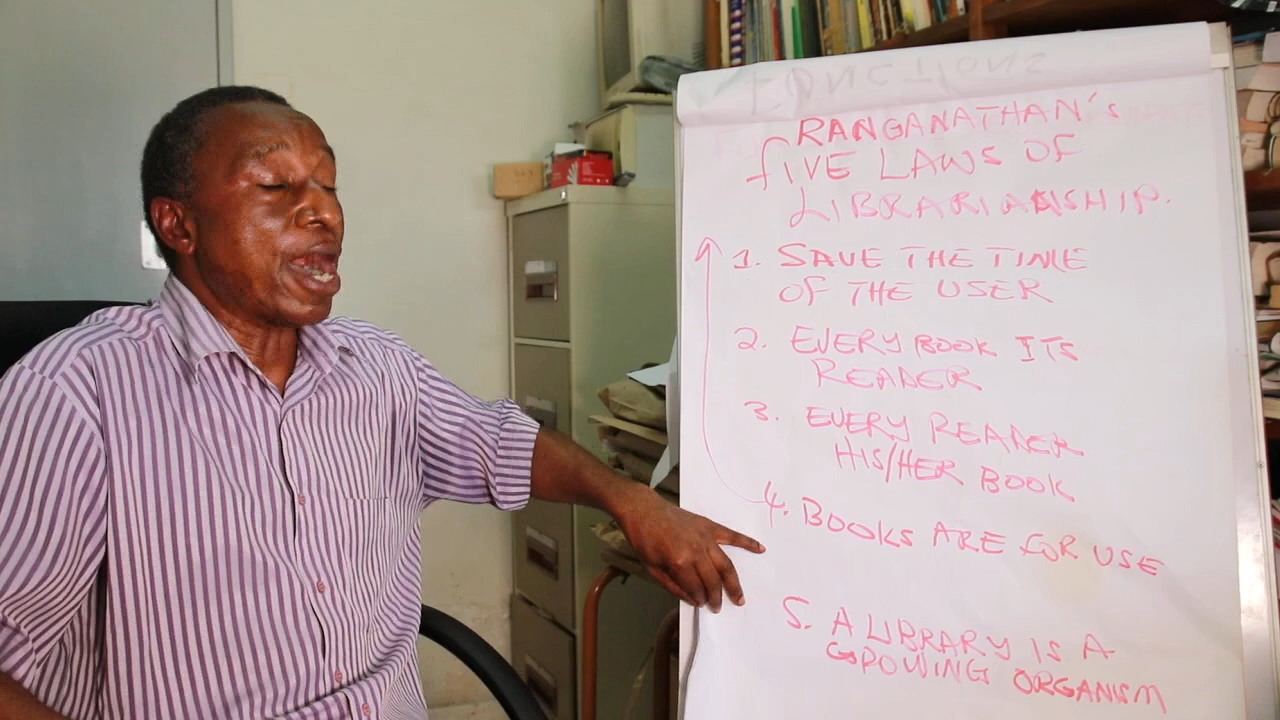 RANGANATHAN'S
FIVE LAWS OF
LIBRARIANSHIP.
1. SAVE THE TIME
OF THE USER
2. EVERY BOOK ITS
READER
3. EVERY READER
HIS/HER BOOK
4. BOOKS ARE FOR USE
5. A LIBRARY IS A
GROWING ORGANISM